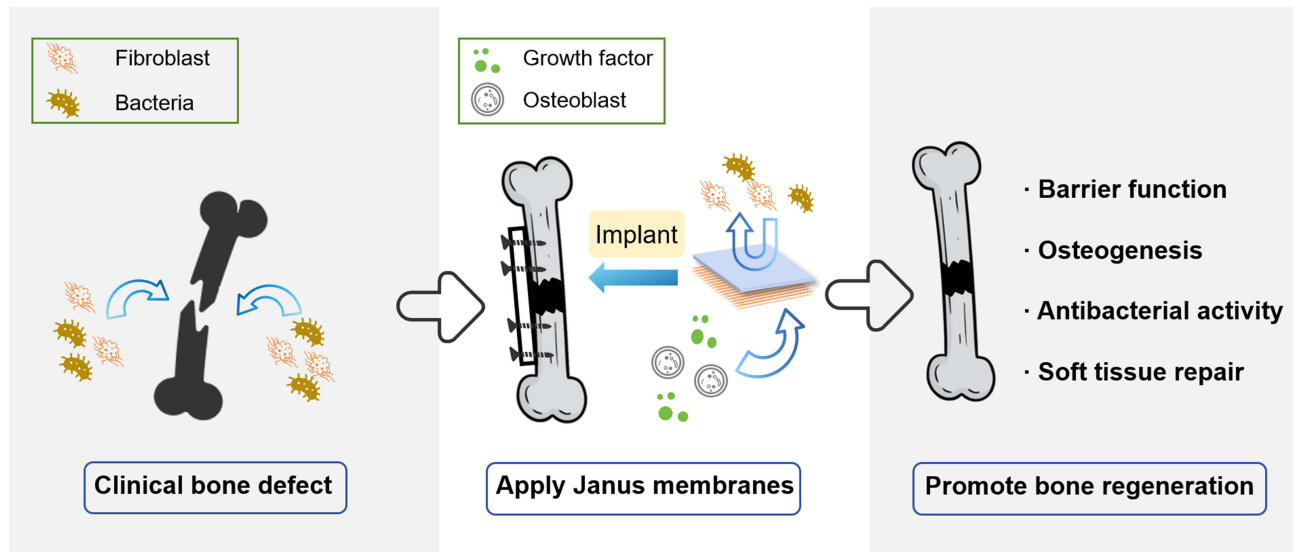 Fibroblast
Bacteria
Growth factor
Osteoblast
Implant
· Barrier function
· Osteogenesis
· Antibacterial activity
· Soft tissue repair
Clinical bone defect
Apply Janus membranes
Promote bone regeneration